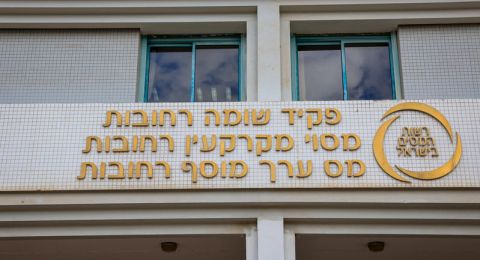 פקיד שומה רחובות
מסוי מקרקעין רחובות
מס ערך מוסף רחובות
רשות
המסים
בישראל